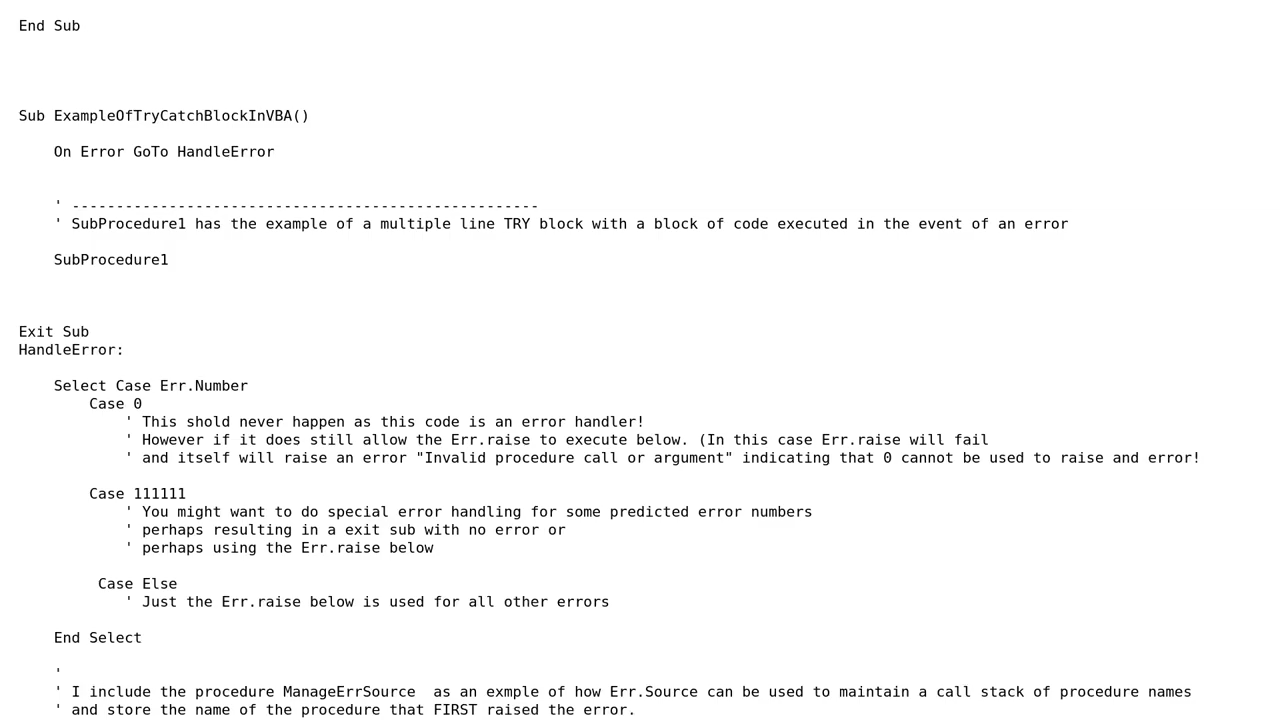 End Sub
Sub ExampleOfTryCatchBlockInVBA()
On Error GoTo HandleError
' -----------------------------------------------------
' SubProcedure1 has the example of a multiple line TRY block with a block of code executed in the event of an error
SubProcedure1
Exit Sub
HandleError:
Select Case Err.Number
Case 0
' This shold never happen as this code is an error handler!
' However if it does still allow the Err.raise to execute below. (In this case Err.raise will fail
' and itself will raise an error "Invalid procedure call or argument" indicating that 0 cannot be used to raise and error!
Case 111111
' You might want to do special error handling for some predicted error numbers
' perhaps resulting in a exit sub with no error or
' perhaps using the Err.raise below
Case Else
' Just the Err.raise below is used for all other errors
End Select
'
' I include the procedure ManageErrSource  as an exmple of how Err.Source can be used to maintain a call stack of procedure names
' and store the name of the procedure that FIRST raised the error.